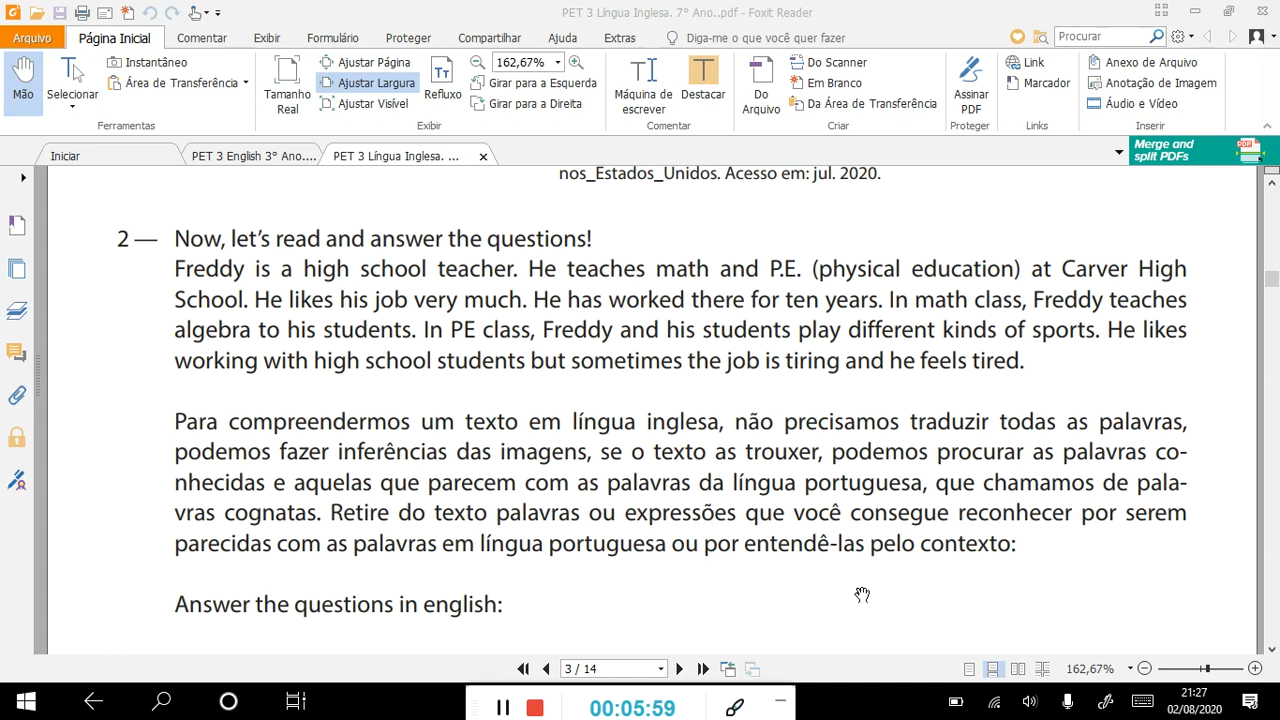 PET 3 Língua Inglesa. 7° Ano..pdf - Foxit Reader
Arquivo Página Inicial Comentar Exibir Formulário Proteger Compartilhar Ajuda Extras Diga-me o que você quer fazer Procurar
Mão
Selecionar
Instantâneo
Área de Transferência
Ferramentas
Tamanho Real
Ajustar Página
Ajustar Largura
Ajustar Visível
Refluxo
162,67%
Girar para a Esquerda
Girar para a Direita
Exibir
Máquina de escrever
Destacar
Comentar
Do Arquivo
Do Scanner
Em Branco
Da Área de Transferência
Criar
Assinar PDF
Proteger
Link
Marcador
Links
Anexo de Arquivo
Anotação de Imagem
Áudio e Vídeo
Inserir
Iniciar PET 3 English 3° Ano.... PET 3 Língua Inglesa. ...
Merge and
split PDFs
nos_Estados_Unidos. Acesso em: jul. 2020.
2 — Now, let’s read and answer the questions!
Freddy is a high school teacher. He teaches math and P.E. (physical education) at Carver High
School. He likes his job very much. He has worked there for ten years. In math class, Freddy teaches
algebra to his students. In PE class, Freddy and his students play different kinds of sports. He likes
working with high school students but sometimes the job is tiring and he feels tired.
Para compreendermos um texto em língua inglesa, não precisamos traduzir todas as palavras,
podemos fazer inferências das imagens, se o texto as trouxer, podemos procurar as palavras co-
nhecidas e aquelas que parecem com as palavras da língua portuguesa, que chamamos de pala-
vras cognatas. Retire do texto palavras ou expressões que você consegue reconhecer por serem
parecidas com as palavras em língua portuguesa ou por entendê-las pelo contexto:
Answer the questions in english:
3 / 14
162,67%
00:05:59
21:27
02/08/2020